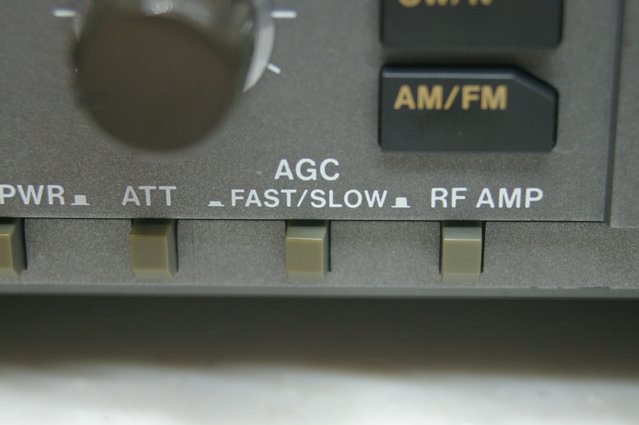 AM/FM
PWR
ATT
AGC
FAST/SLOW
RF AMP